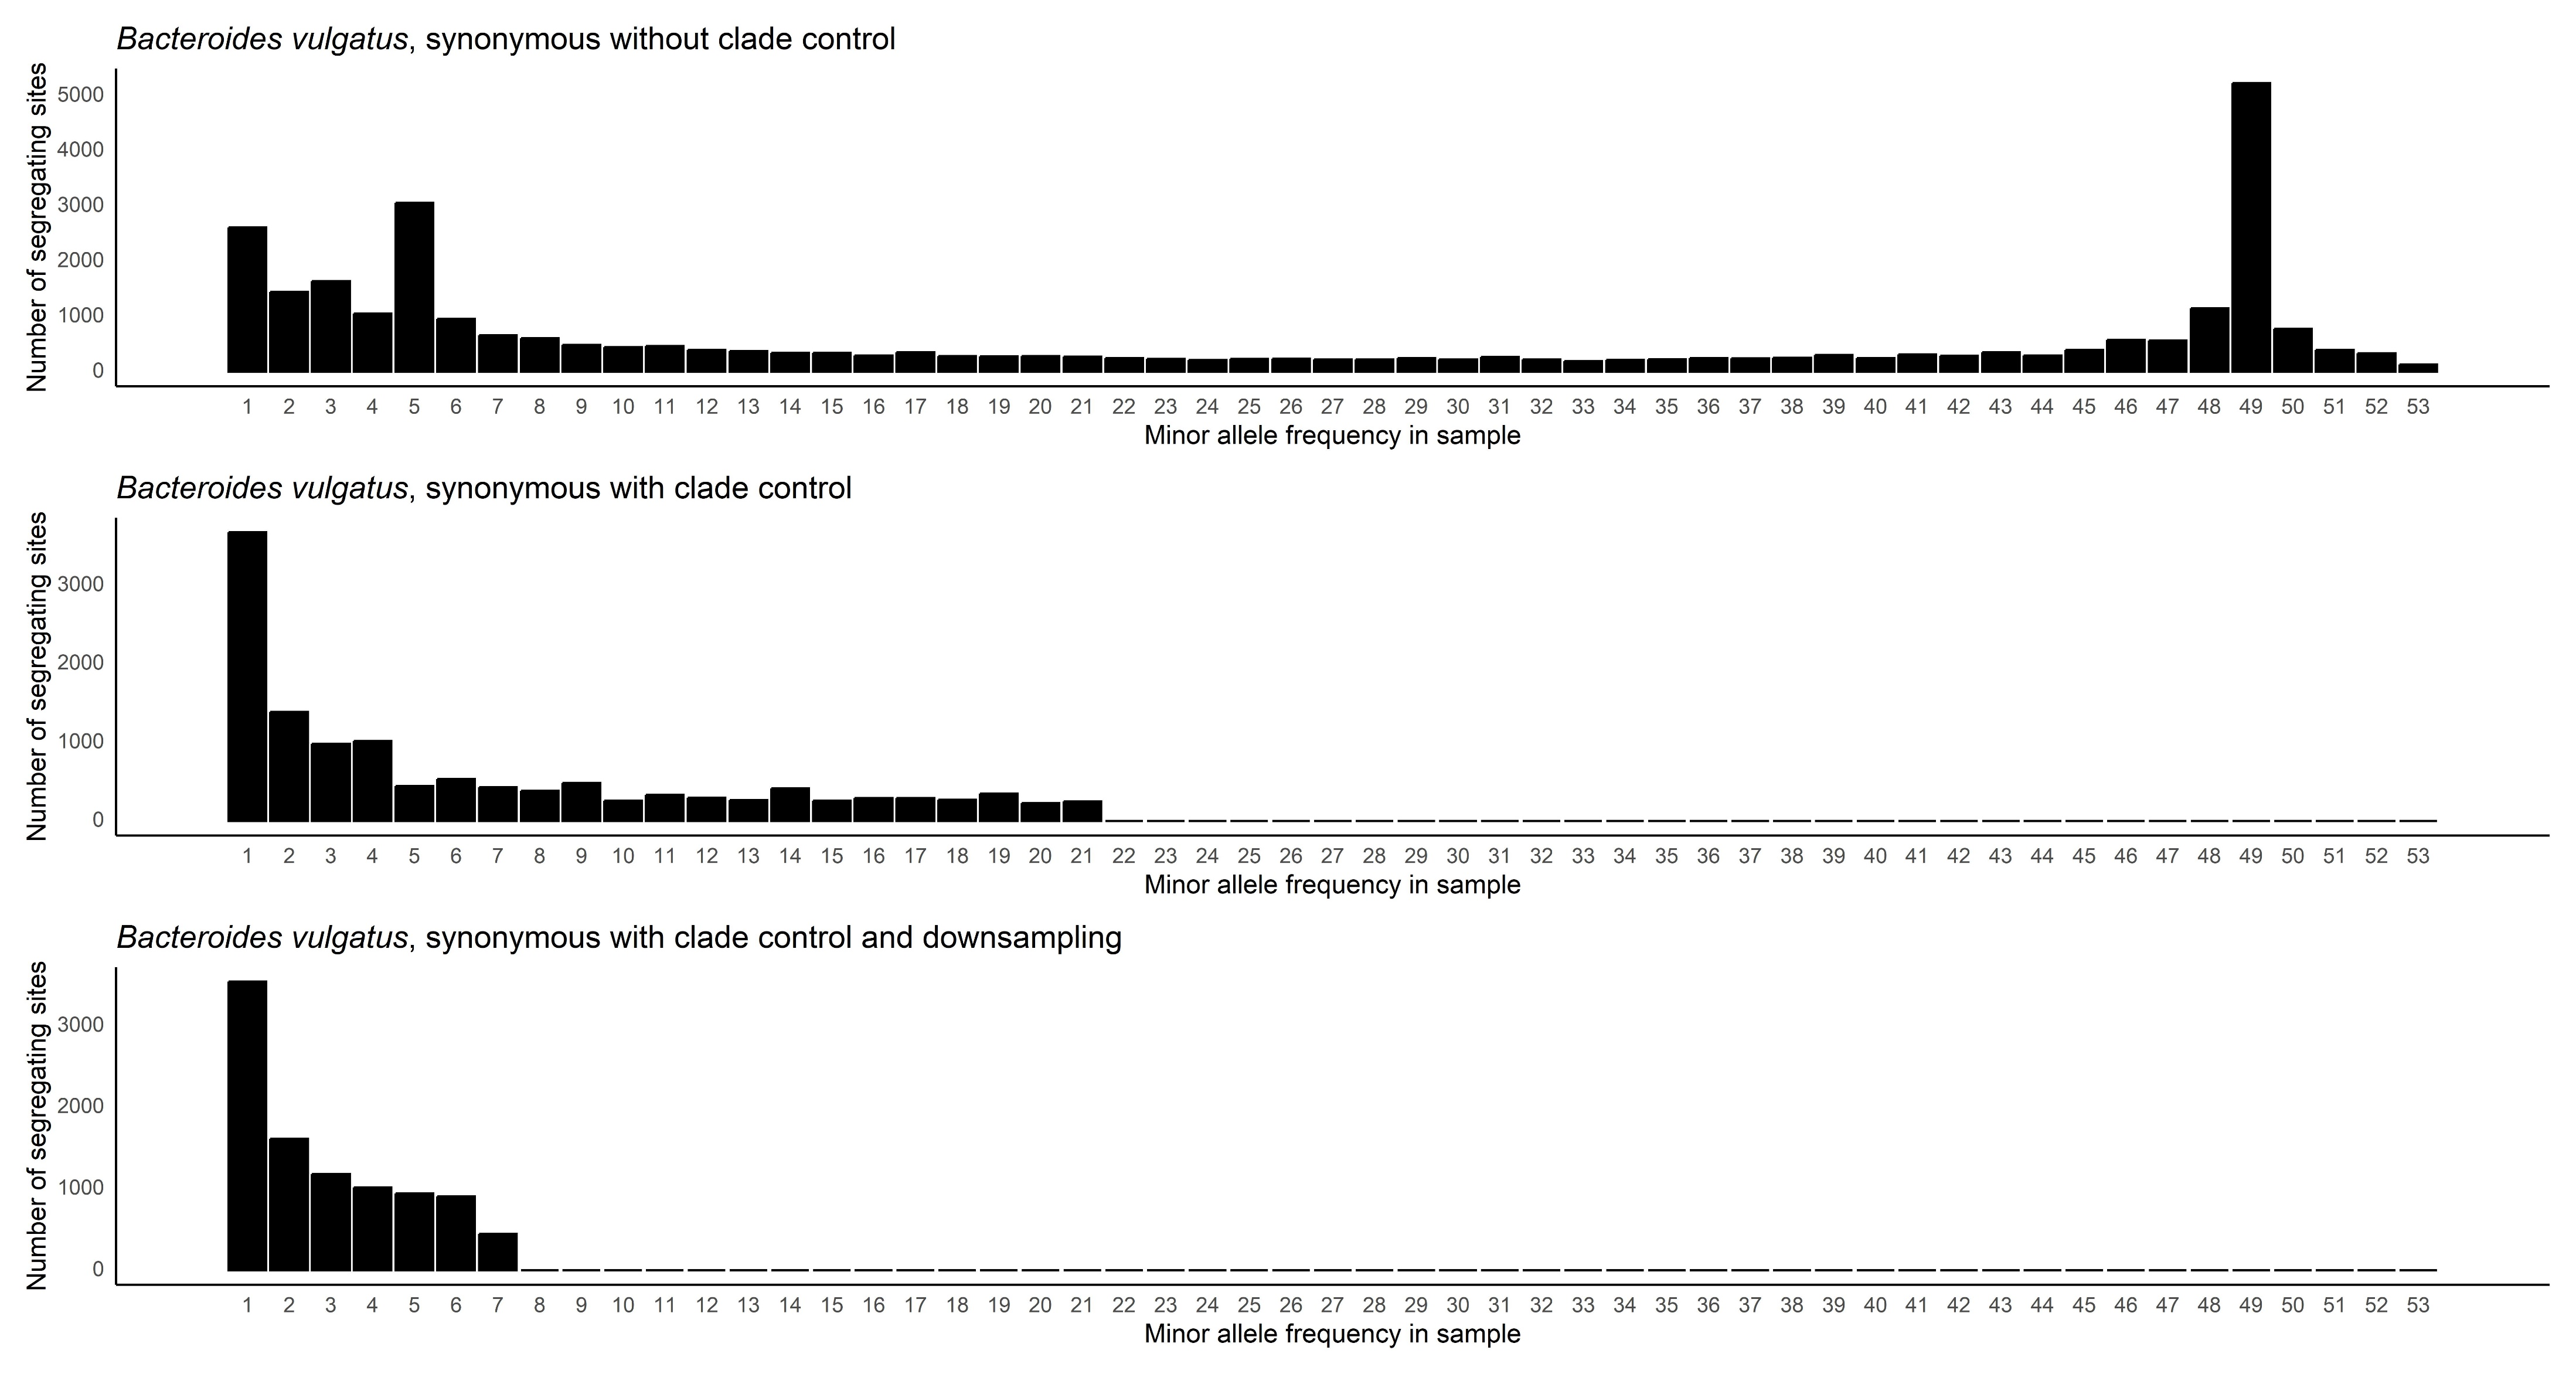 Bacteroides vulgatus, synonymous without clade control
Number of segregating sites
5000
4000
3000
2000
1000
0
1 2 3 4 5 6 7 8 9 10 11 12 13 14 15 16 17 18 19 20 21 22 23 24 25 26 27 28 29 30 31 32 33 34 35 36 37 38 39 40 41 42 43 44 45 46 47 48 49 50 51 52 53
Minor allele frequency in sample
Bacteroides vulgatus, synonymous with clade control
Number of segregating sites
3000
2000
1000
0
1 2 3 4 5 6 7 8 9 10 11 12 13 14 15 16 17 18 19 20 21 22 23 24 25 26 27 28 29 30 31 32 33 34 35 36 37 38 39 40 41 42 43 44 45 46 47 48 49 50 51 52 53
Minor allele frequency in sample
Bacteroides vulgatus, synonymous with clade control and downsampling
Number of segregating sites
3000
2000
1000
0
1 2 3 4 5 6 7 8 9 10 11 12 13 14 15 16 17 18 19 20 21 22 23 24 25 26 27 28 29 30 31 32 33 34 35 36 37 38 39 40 41 42 43 44 45 46 47 48 49 50 51 52 53
Minor allele frequency in sample